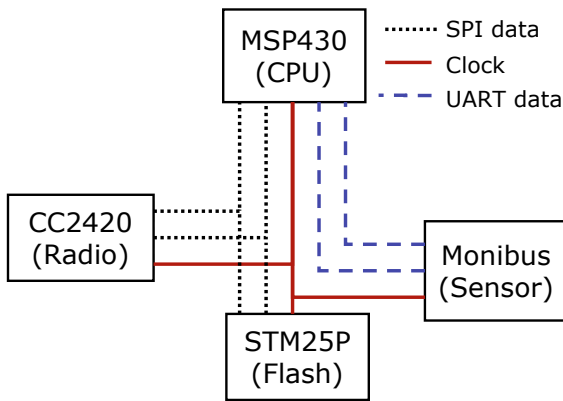 MSP430
(CPU)
SPI data
Clock
UART data
CC2420
(Radio)
Monibus
(Sensor)
STM25P
(Flash)